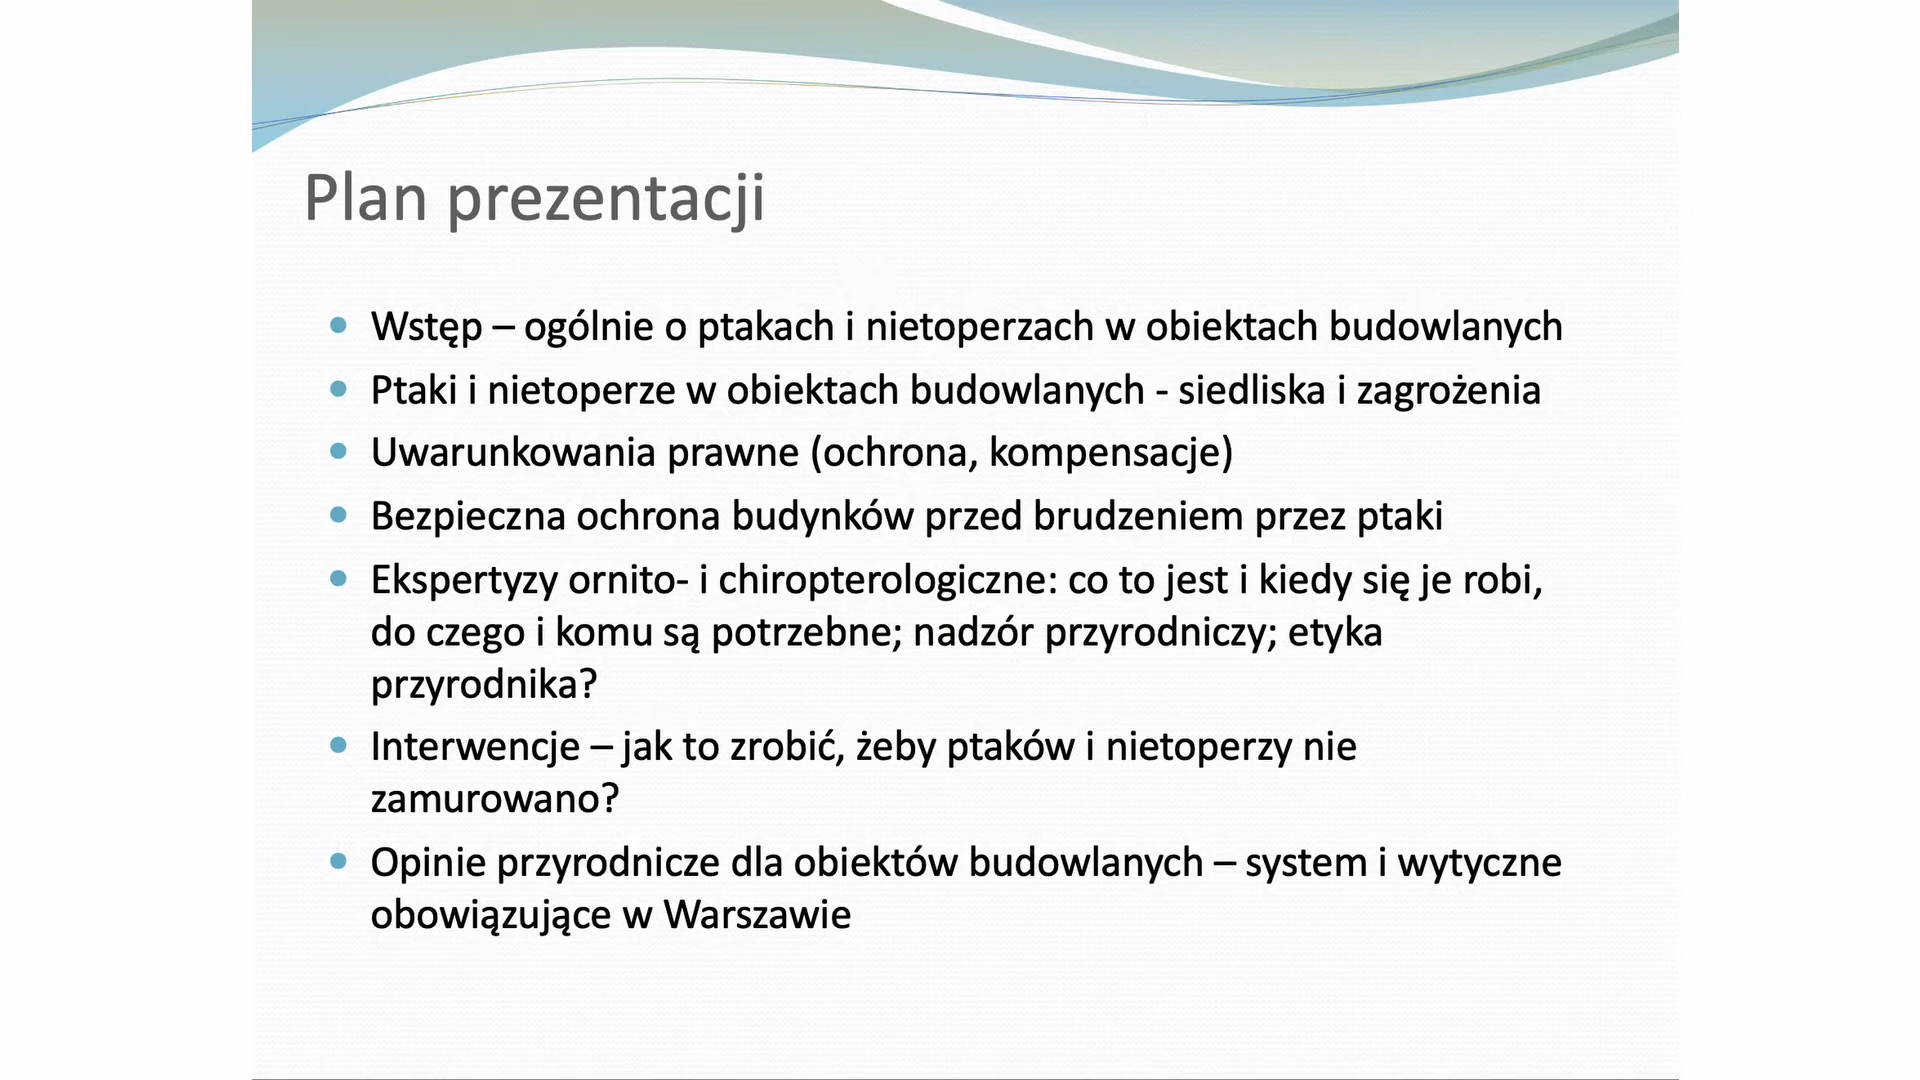 Plan prezentacji
• Wstęp – ogólnie o ptakach i nietoperzach w obiektach budowlanych
• Ptaki i nietoperze w obiektach budowlanych - siedliska i zagrożenia
• Uwarunkowania prawne (ochrona, kompensacje)
• Bezpieczna ochrona budynków przed brudzeniem przez ptaki
• Ekspertyzy ornito- i chiropterologiczne: co to jest i kiedy się je robi,
do czego i komu są potrzebne; nadzór przyrodniczy; etyka
przyrodnika?
• Interwencje – jak to zrobić, żeby ptaków i nietoperzy nie
zamurowano?
• Opinie przyrodnicze dla obiektów budowlanych – system i wytyczne
obowiązujące w Warszawie